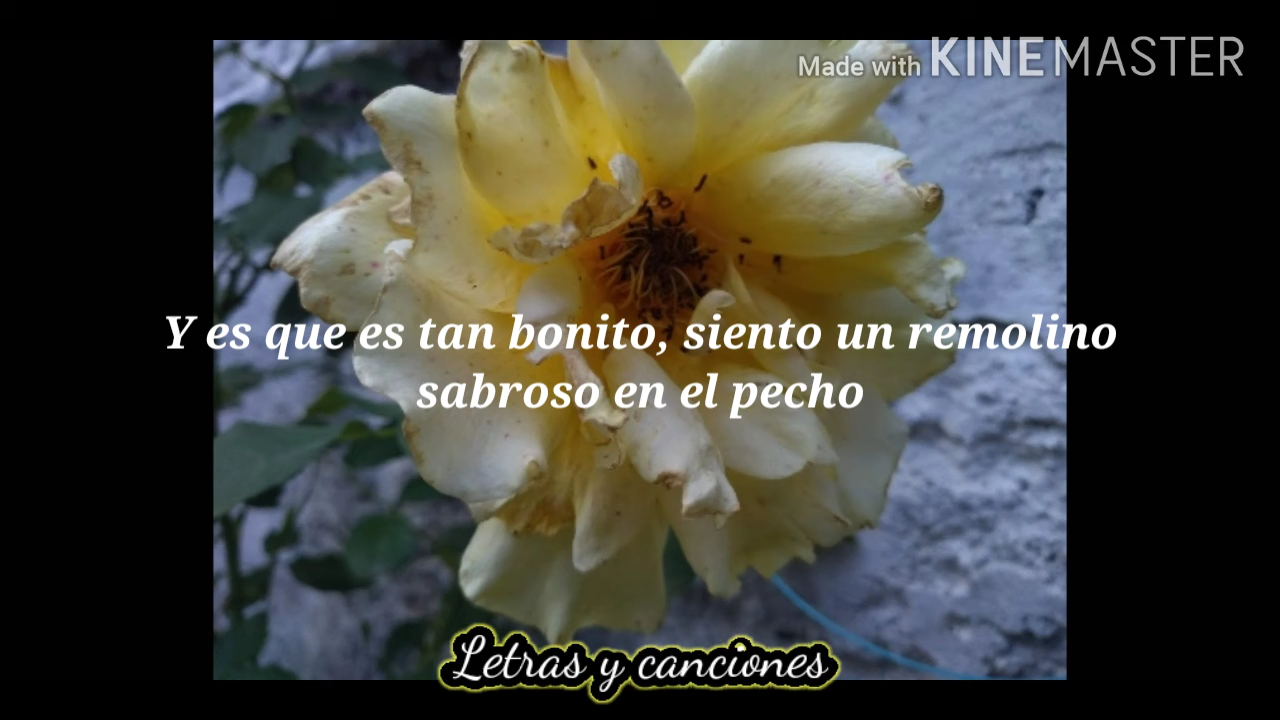 Made with KINEMASTER
Y es que es tan bonito, siento un remolino
sabroso en el pecho
Letras y canciones